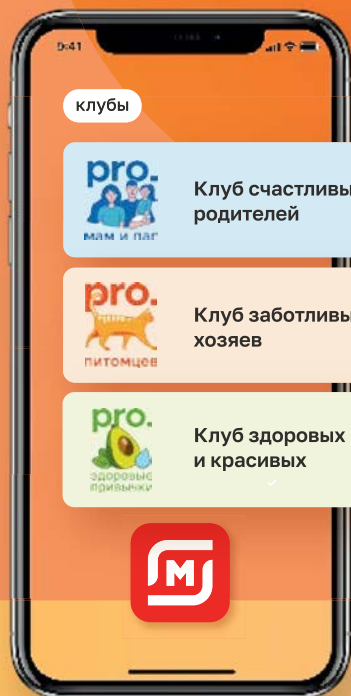 9:41
клубы
pro.
мам и пап
Клуб счастливы
родителей
pro.
питомцев
Клуб заботливы
хозяев
pro.
здоровые
привычки
Клуб здоровых
и красивых
М